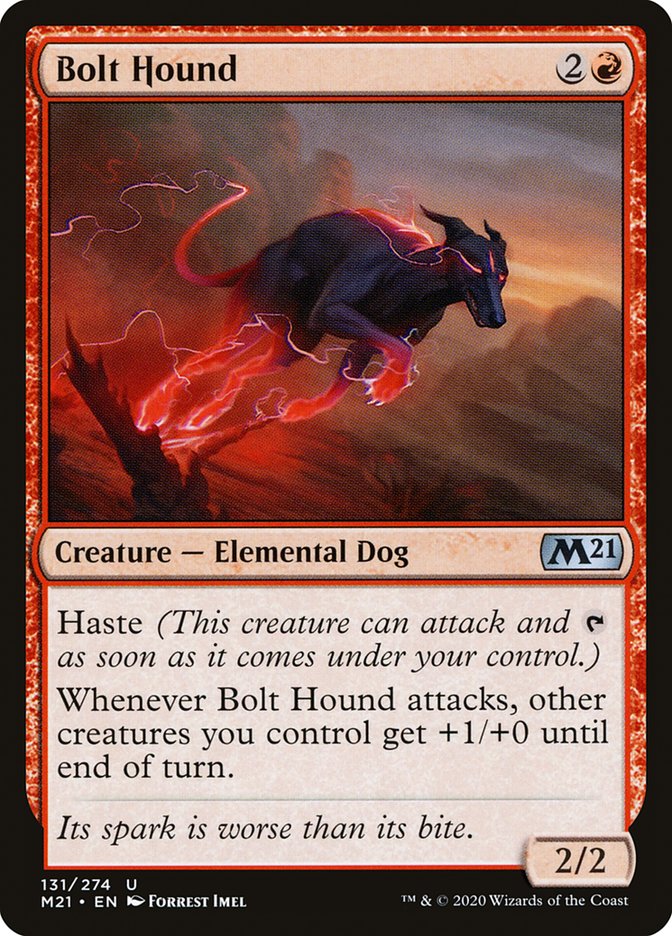 Bolt Hound 2
Creature — Elemental Dog M21
Haste (This creature can attack and
as soon as it comes under your control.)
Whenever Bolt Hound attacks, other
creatures you control get +1/+0 until
end of turn.
Its spark is worse than its bite.
2/2
131/274 U
M21 • EN Forrest Imel ™ & © 2020 Wizards of the Coast